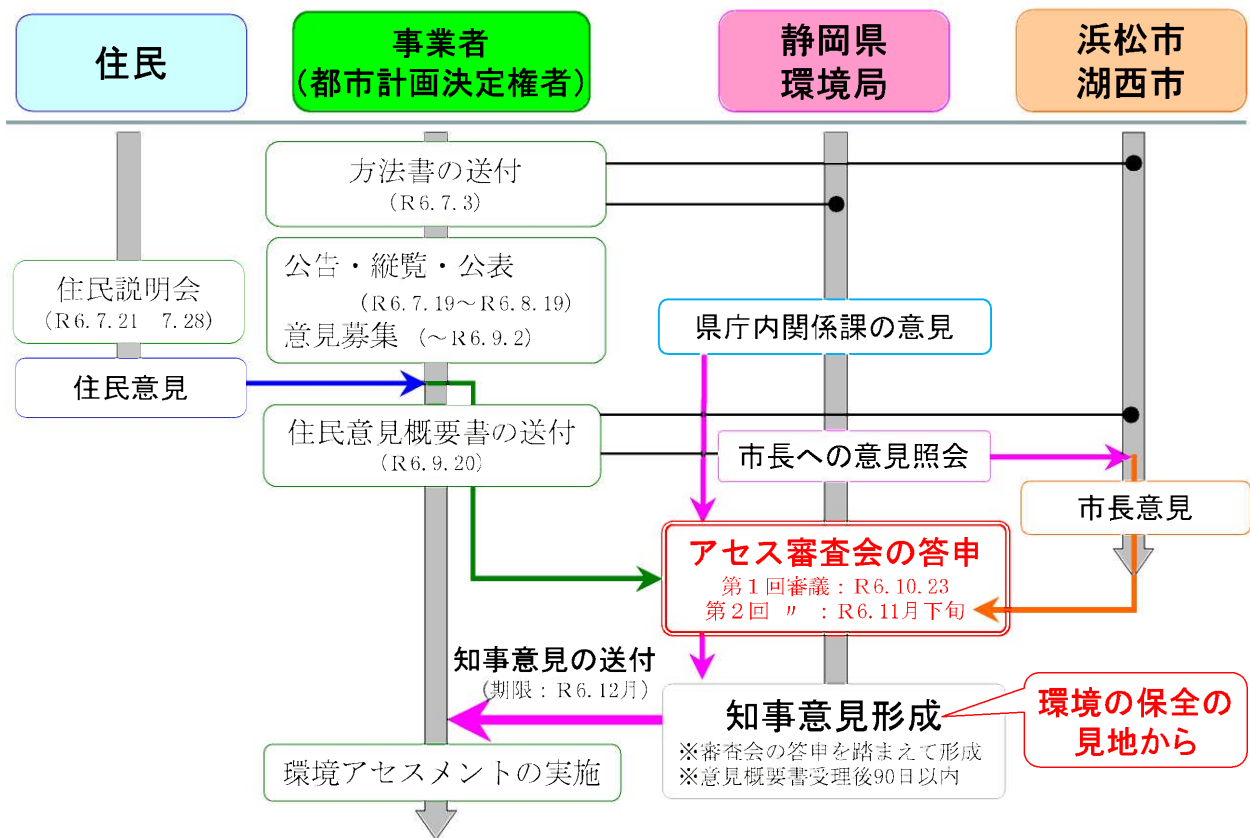 住民
事業者
(都市計画決定権者)
静岡県
環境局
浜松市
湖西市
方法書の送付
(R6.7.3)
公告・縦覧・公表
(R6.7.19～R6.8.19)
意見募集 (～R6.9.2)
住民説明会
(R6.7.21 7.28)
県庁内関係課の意見
住民意見
住民意見概要書の送付
(R6.9.20)
市長への意見照会
市長意見
アセス審査会の答申
第1回審議：R6.10.23
第2回 〃 ：R6.11月下旬
知事意見の送付
(期限：R6.12月)
知事意見形成
※審査会の答申を踏まえて形成
※意見概要書受理後90日以内
環境の保全の
見地から
環境アセスメントの実施